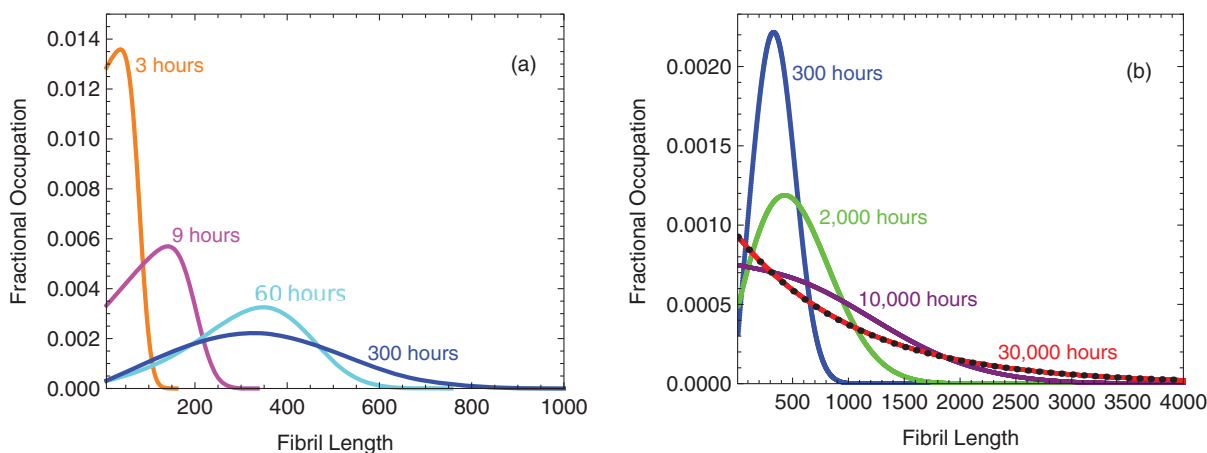 (a)
0.014
0.012
0.010
0.008
0.006
0.004
0.002
0.000
Fractional Occupation
3 hours
9 hours
60 hours
300 hours
200
400
600
800
1000
Fibril Length
(b)
0.0020
0.0015
0.0010
0.0005
0.0000
Fractional Occupation
300 hours
2,000 hours
10,000 hours
30,000 hours
500
1000
1500
2000
2500
3000
3500
4000
Fibril Length